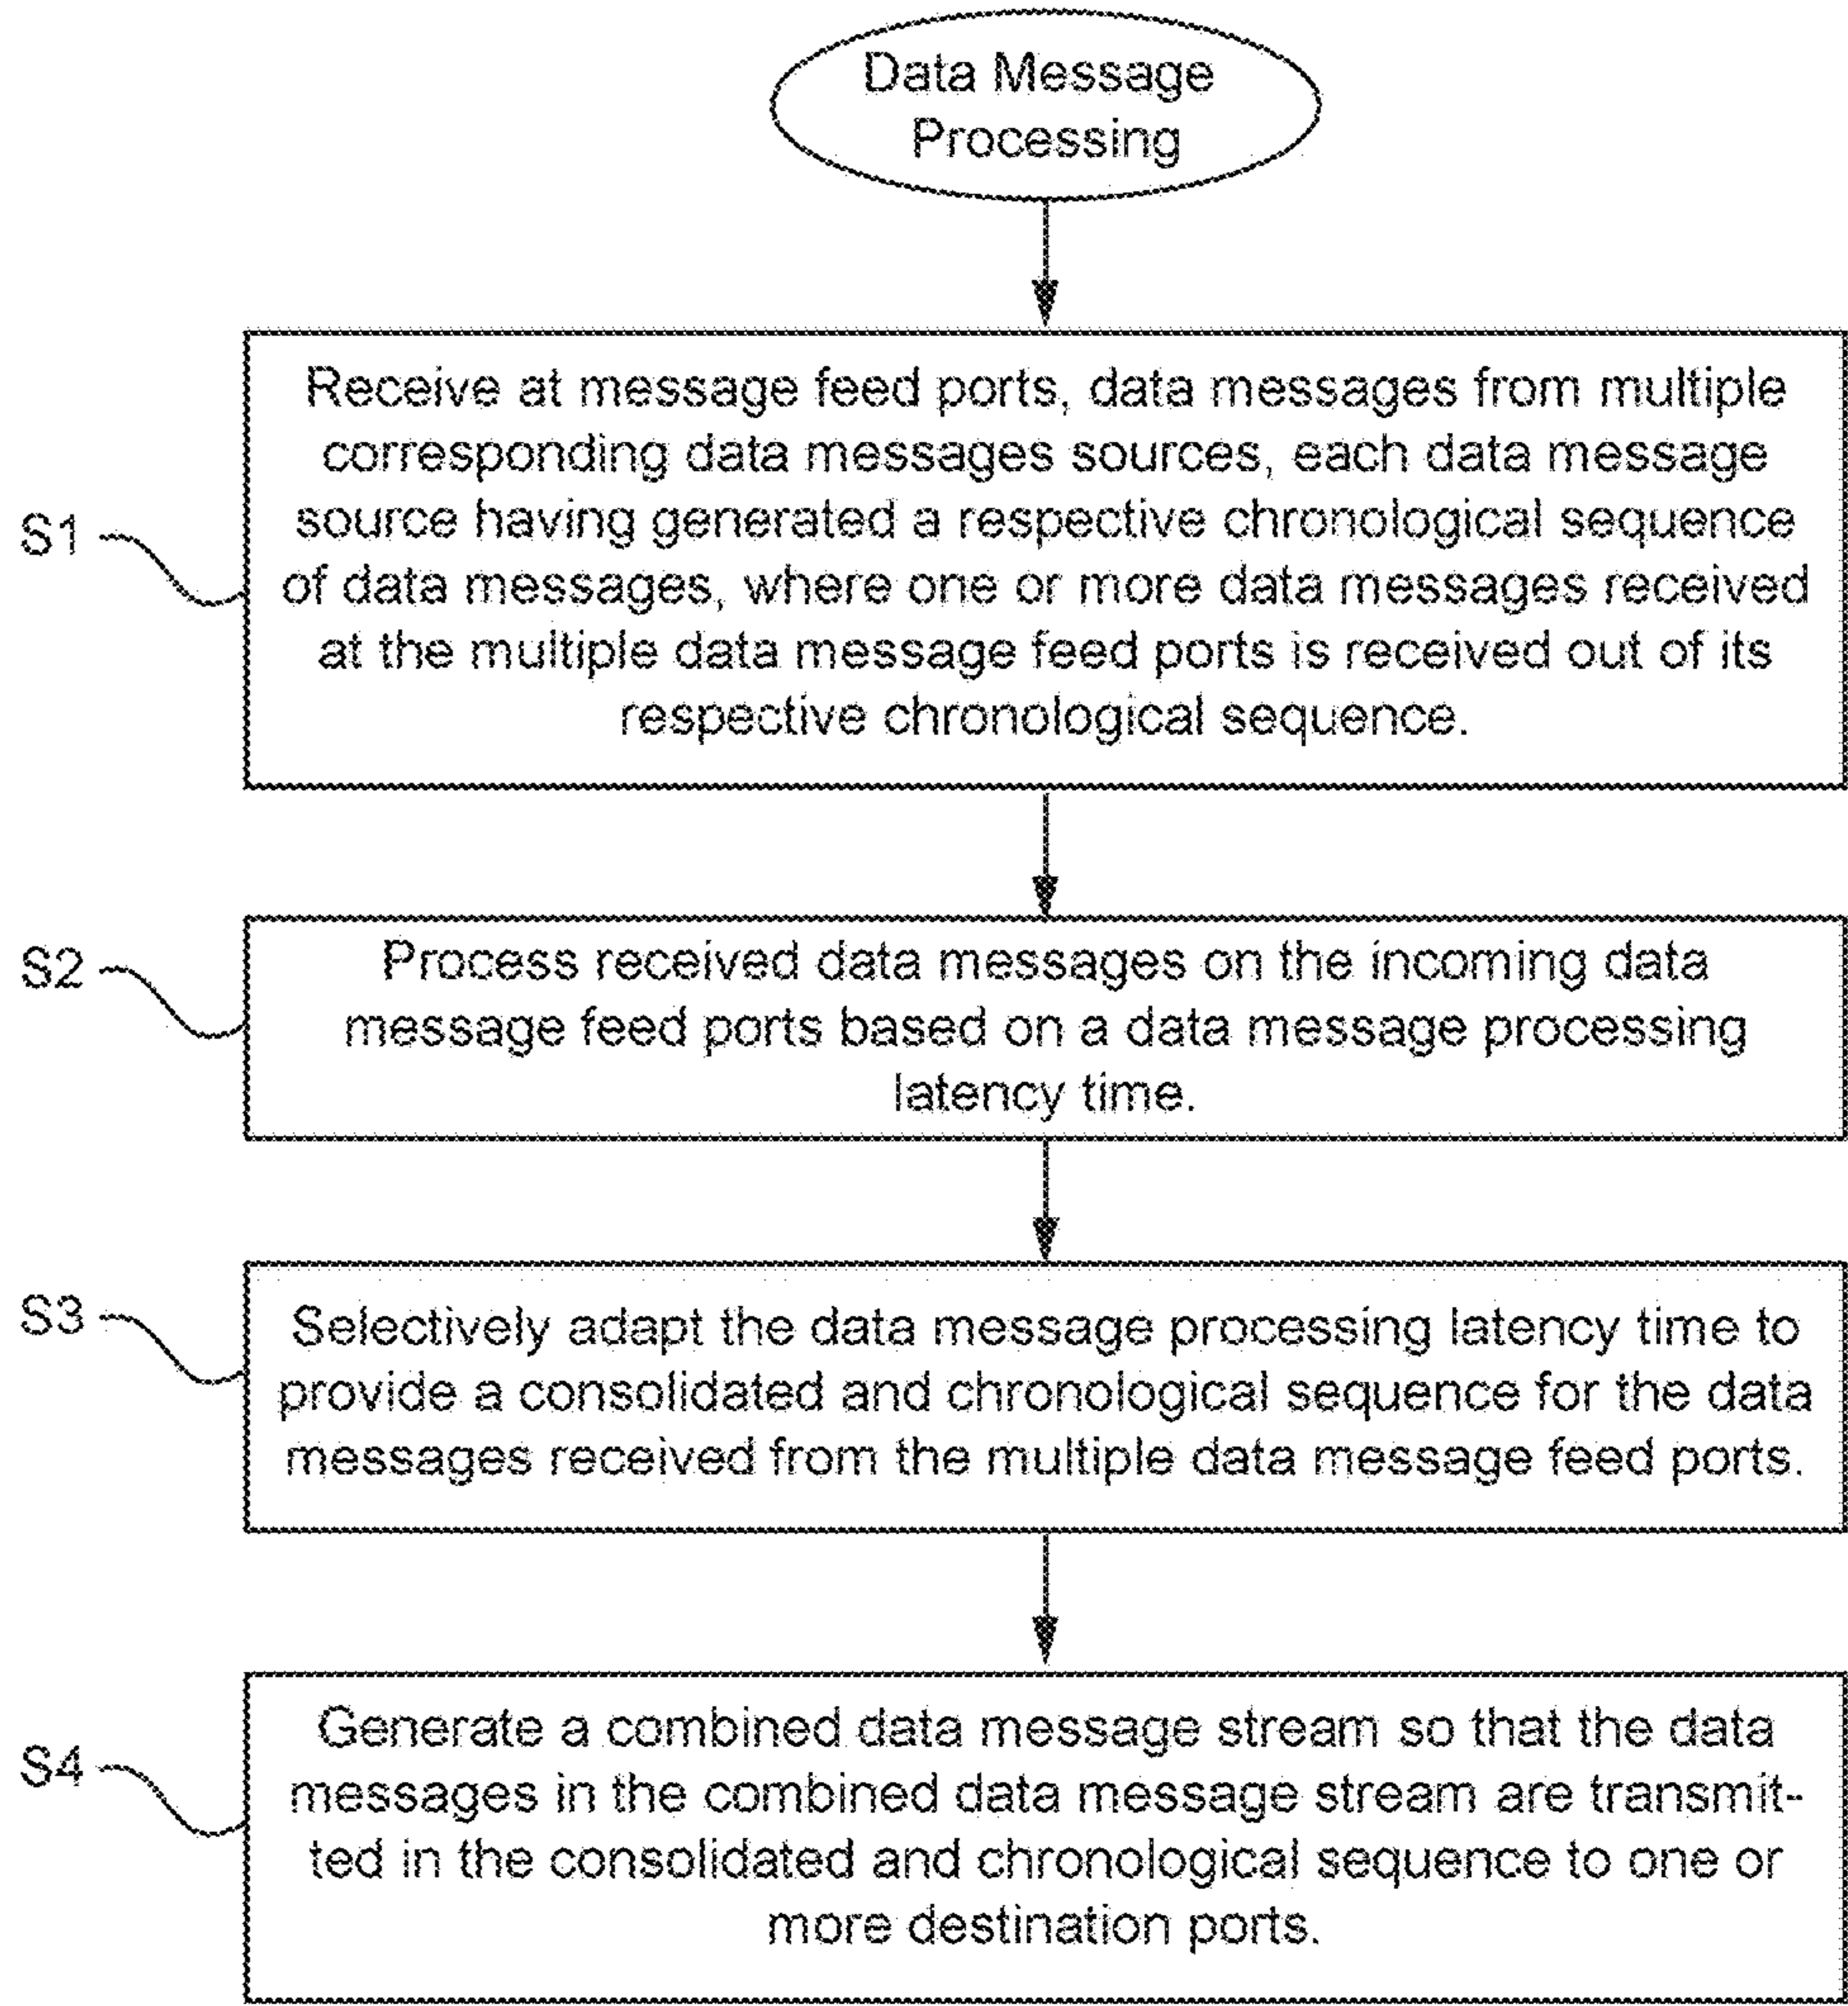 Data Message
Processing
S1
Receive at message feed ports, data messages from multiple
corresponding data messages sources, each data message
source having generated a respective chronological sequence
of data messages, where one or more data messages received
at the multiple data message feed ports is received out of its
respective chronological sequence.
S2
Process received data messages on the incoming data
message feed ports based on a data message processing
latency time.
S3
Selectively adapt the data message processing latency time to
provide a consolidated and chronological sequence for the data
messages received from the multiple data message feed ports.
S4
Generate a combined data message stream so that the data
messages in the combined data message stream are transmit-
ted in the consolidated and chronological sequence to one or
more destination ports.